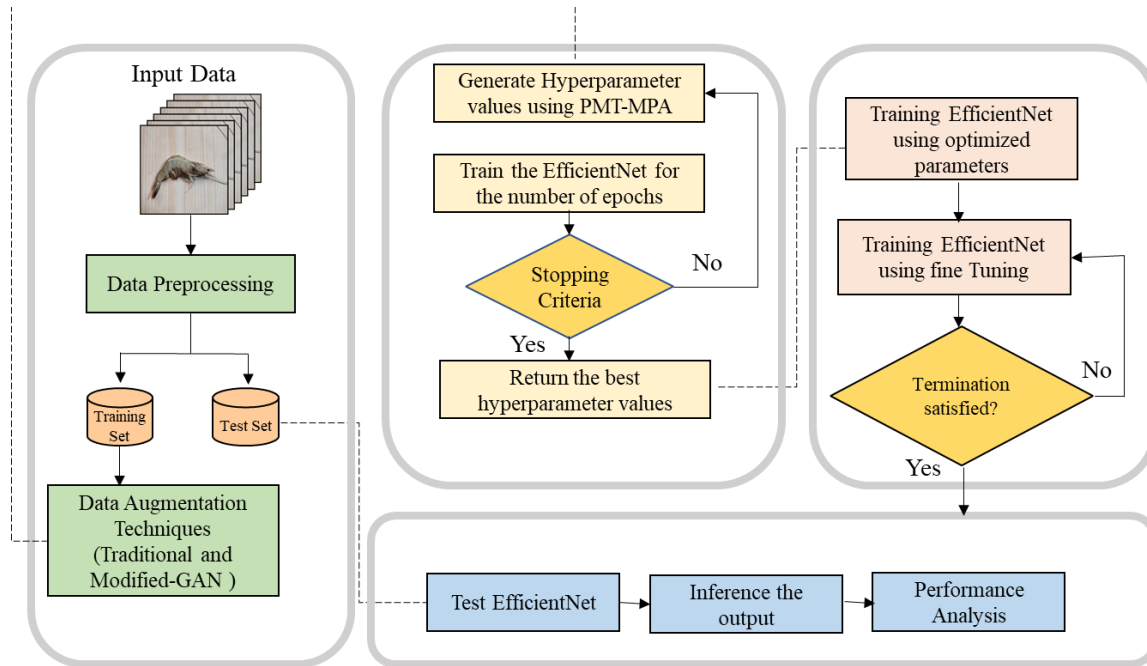 Input Data
Data Preprocessing
Training
Set
Test Set
Data Augmentation
Techniques
(Traditional and
Modified-GAN )
Generate Hyperparameter
values using PMT-MPA
Train the EfficientNet for
the number of epochs
Stopping
Criteria
No
Yes
Return the best
hyperparameter values
Training EfficientNet
using optimized
parameters
Training EfficientNet
using fine Tuning
Termination
satisfied?
No
Yes
Test EfficientNet
Inference the
output
Performance
Analysis